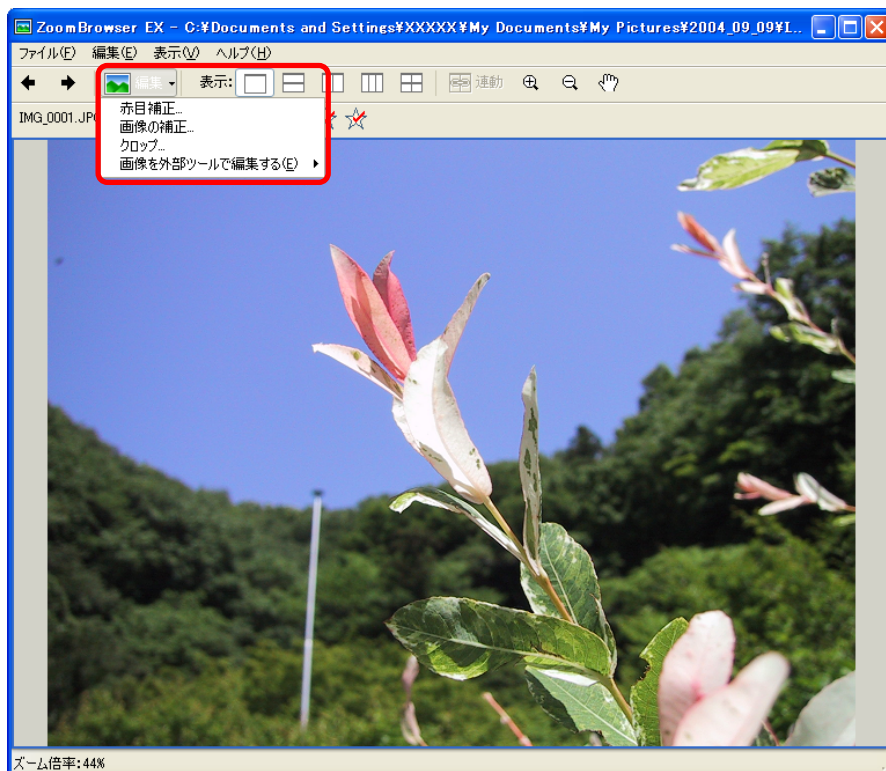 ZoomBrowser EX - C:¥Documents and Settings¥XXXXX¥My Documents¥My Pictures¥2004_09_09¥I...
ファイル(F) 編集(E) 表示(V) ヘルプ(H)
編集 表示: 連動
IMG_0001.JP
赤目補正...
画像の補正...
クロップ...
画像を外部ツールで編集する(E)
ズーム倍率:44%